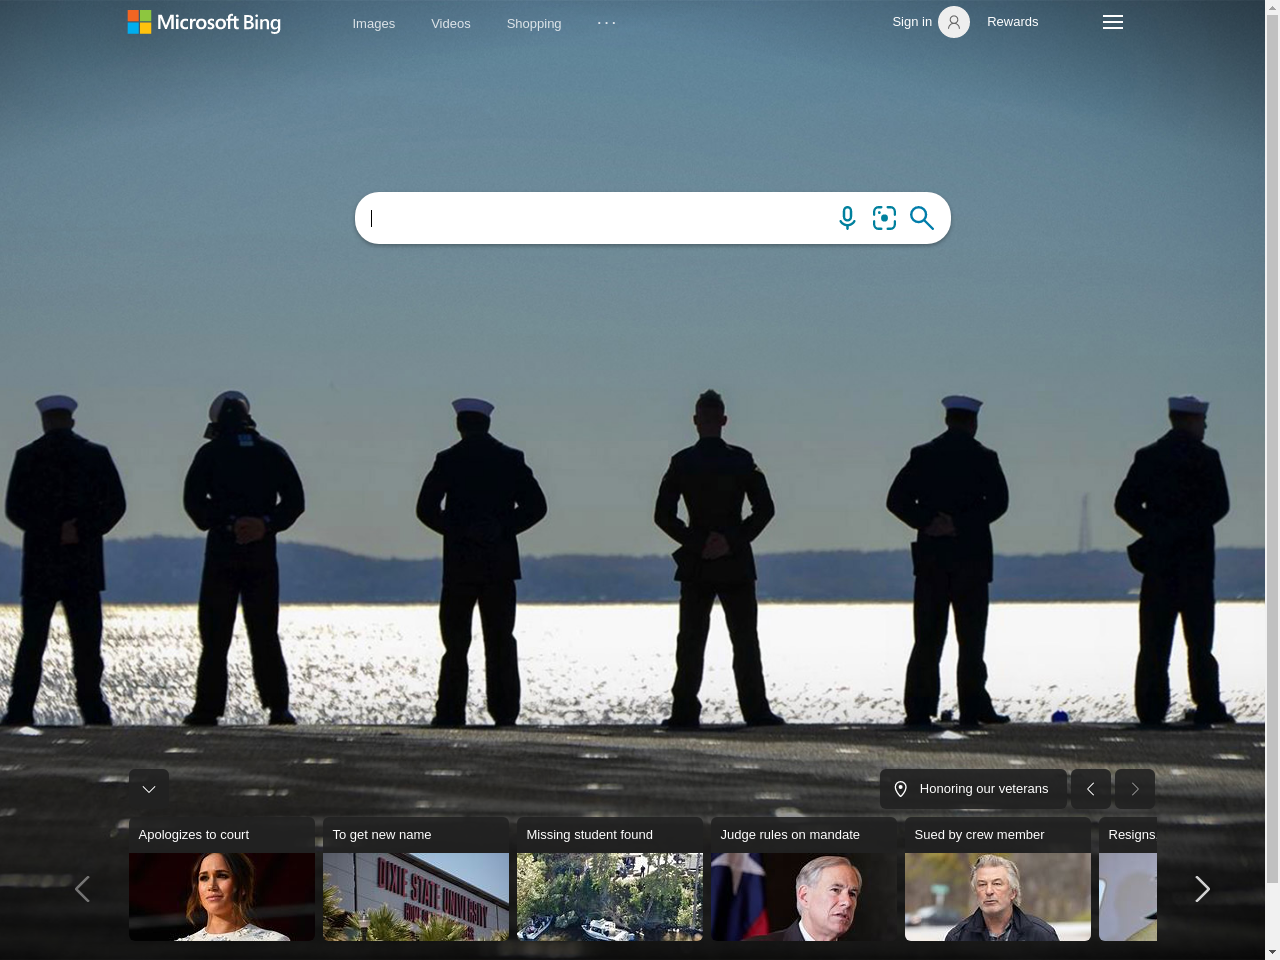 Microsoft Bing
Images
Videos
Shopping
...
Sign in
Rewards
Honoring our veterans
Apologizes to court
To get new name
Missing student found
Judge rules on mandate
Sued by crew member
Resigns
DIXIE STATE UNIVERSITY